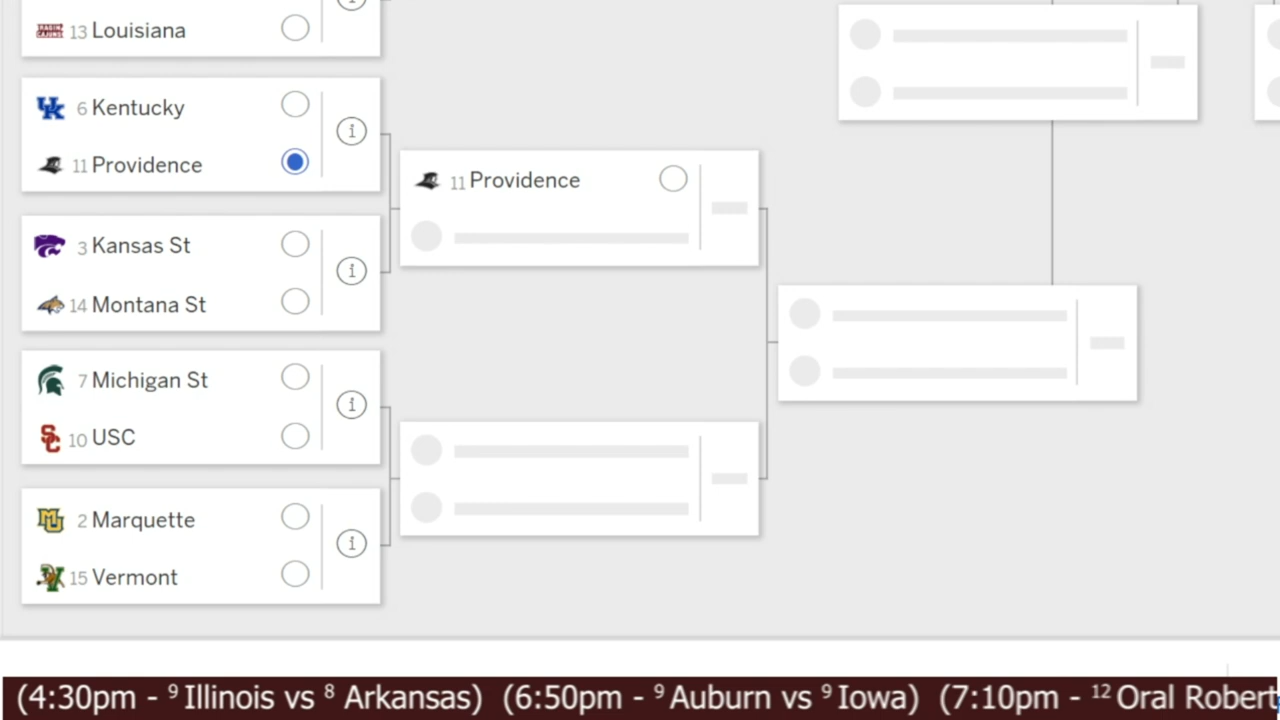 13 Louisiana
6 Kentucky
11 Providence
11 Providence
3 Kansas St
14 Montana St
7 Michigan St
10 USC
2 Marquette
15 Vermont
(4:30pm - 9 Illinois vs 8 Arkansas) (6:50pm - 9 Auburn vs 9 Iowa) (7:10pm - 12 Oral Robert